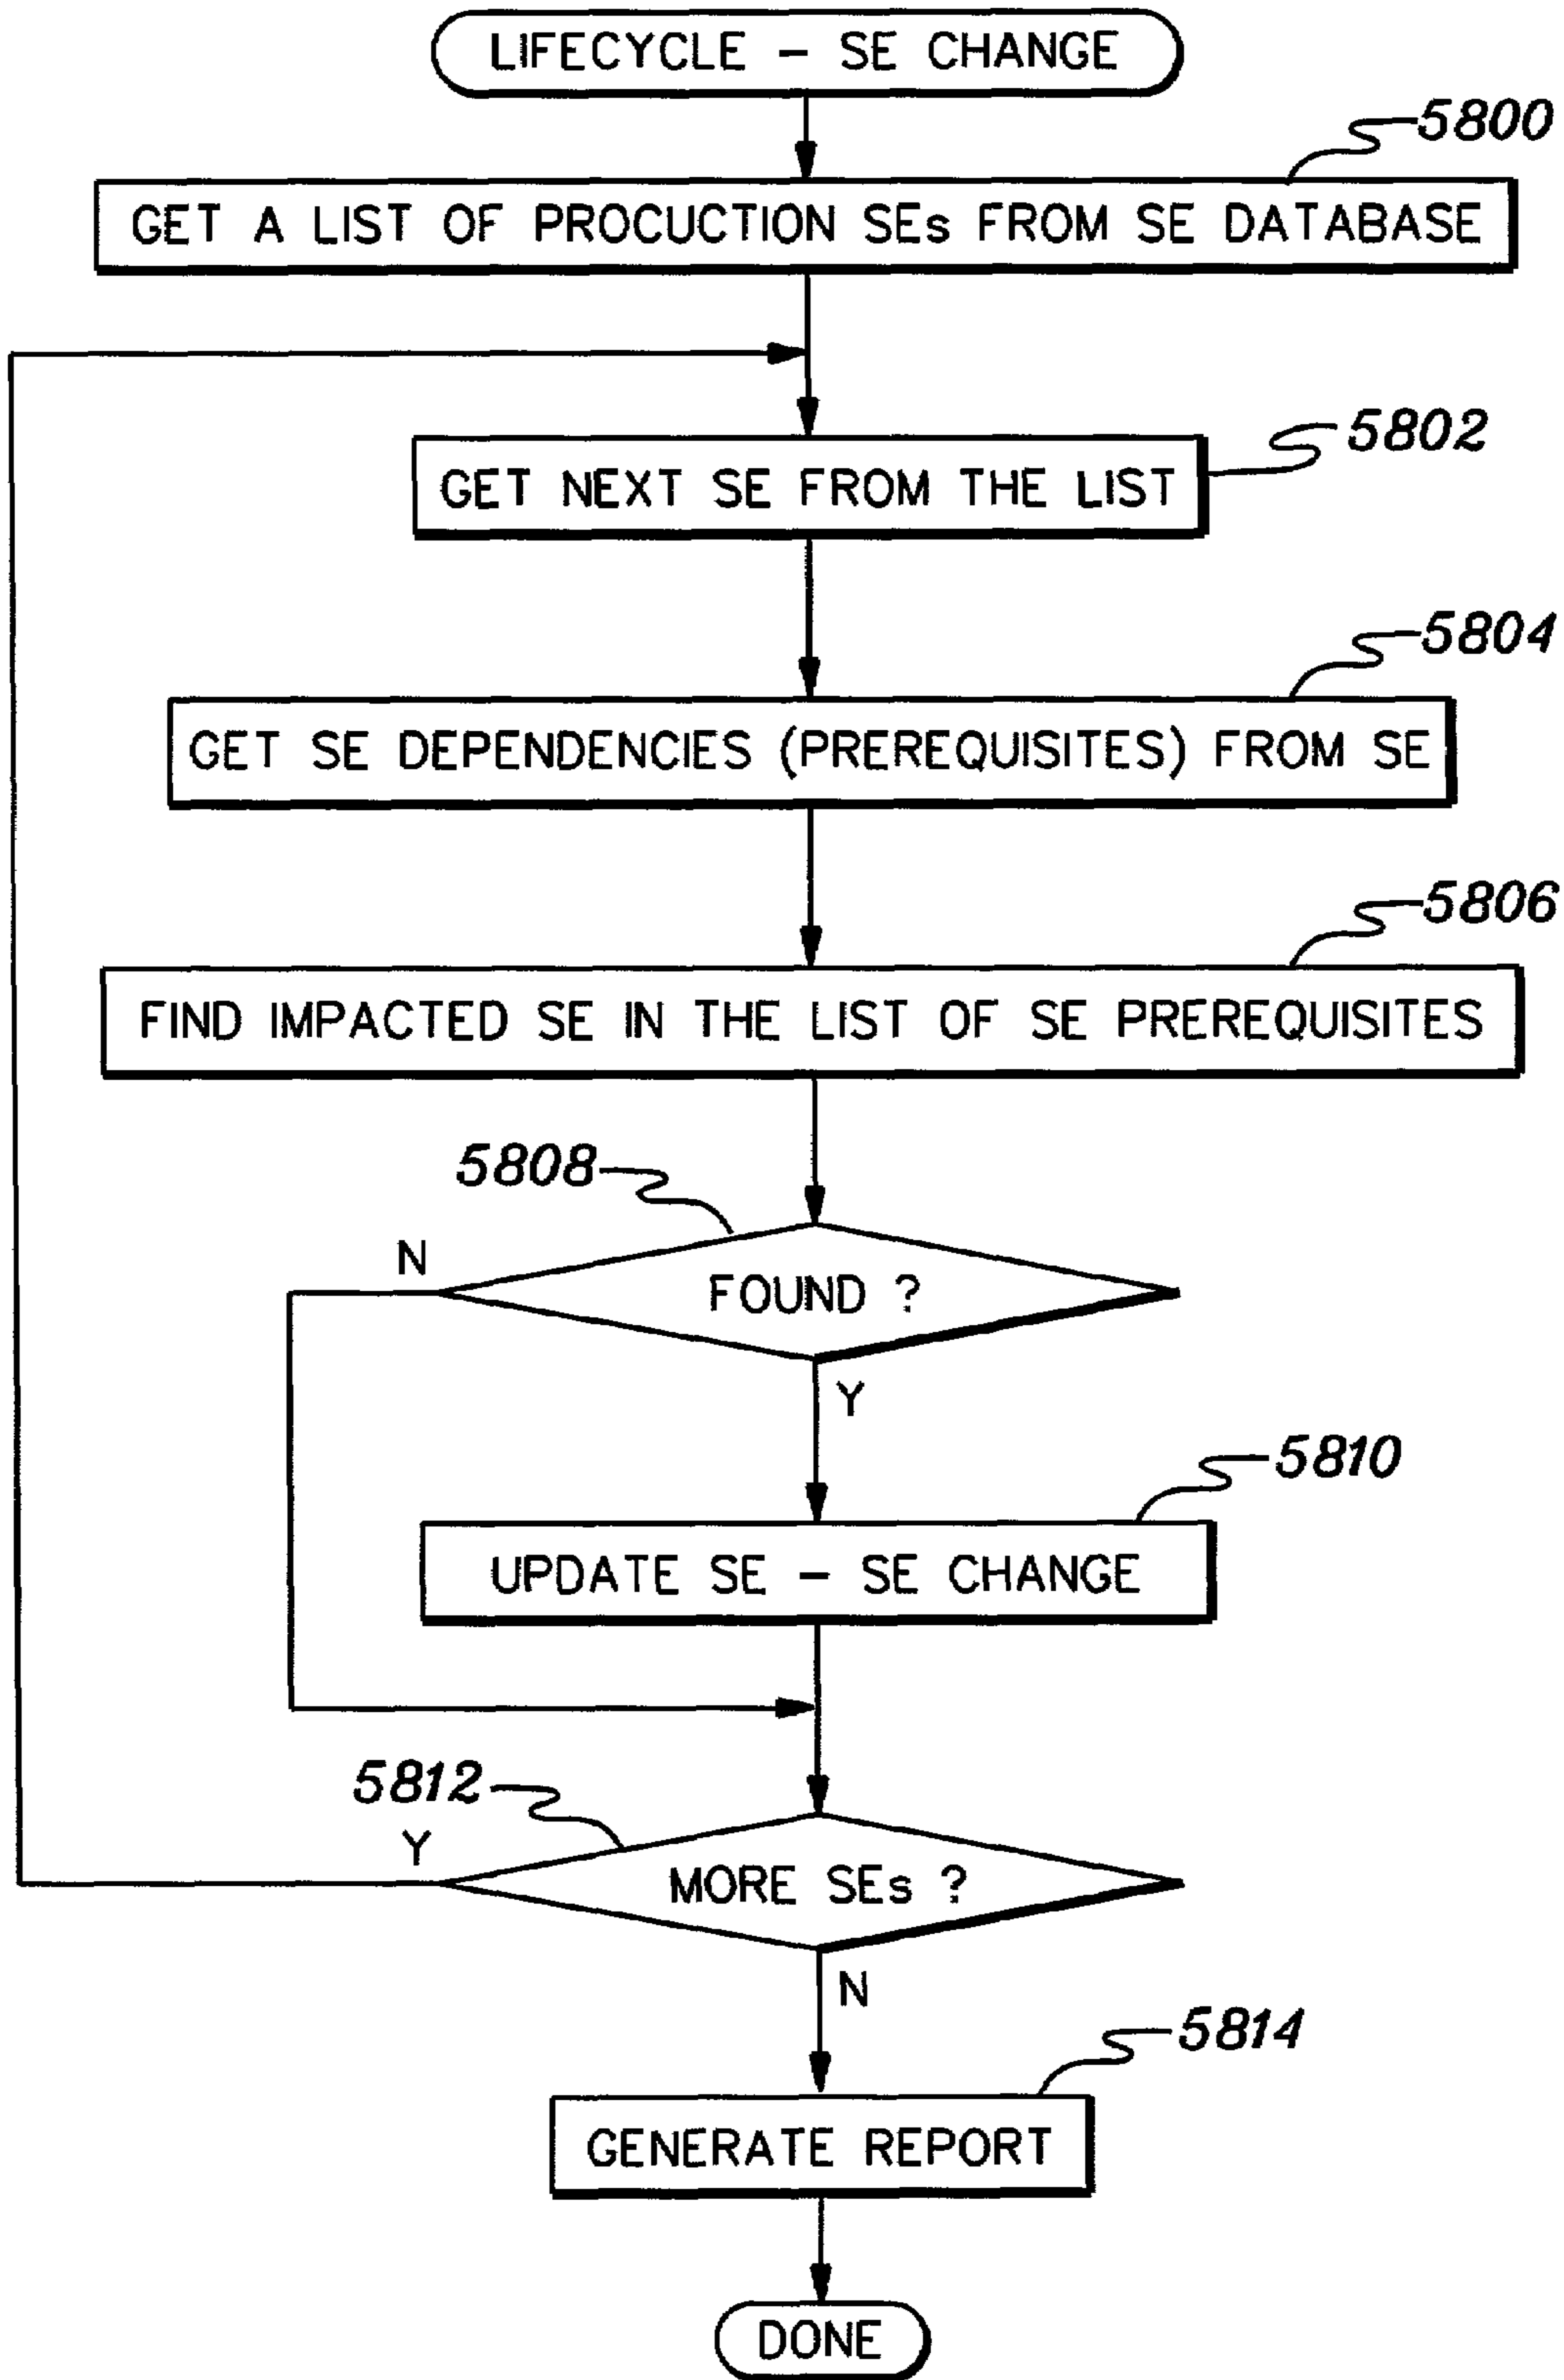 LIFECYCLE - SE CHANGE
5800
GET A LIST OF PROCUCTION SEs FROM SE DATABASE
5802
GET NEXT SE FROM THE LIST
5804
GET SE DEPENDENCIES (PREREQUISITES) FROM SE
5806
FIND IMPACTED SE IN THE LIST OF SE PREREQUISITES
5808
N
FOUND ?
Y
5810
UPDATE SE - SE CHANGE
5812
Y
MORE SEs ?
N
5814
GENERATE REPORT
DONE